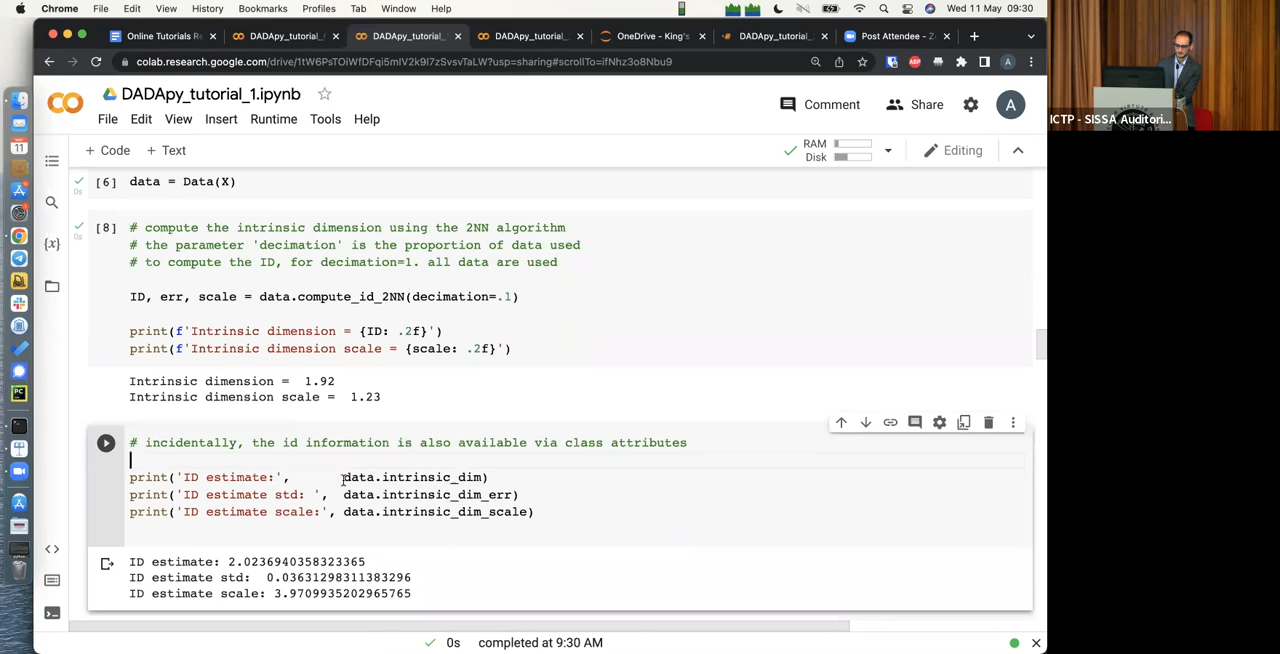 Chrome File Edit View History Bookmarks Profiles Tab Window Help Wed 11 May 09:30
Online Tutorials R DADApy_tutorial_ DADApy_tutorial_ DADApy_tutorial_ OneDrive - King's DADApy_tutorial_ Post Attendee - Z
colab.research.google.com/drive/1tW6PsTOiWfDFqi5mIV2k9l7zSvsvTaLW?usp=sharing#scrollTo=ifNhz3o8Nbu9
DADApy_tutorial_1.ipynb
Comment Share A
File Edit View Insert Runtime Tools Help
+ Code + Text
RAM
Disk
Editing
[6] data = Data(X)
0s
[8] # compute the intrinsic dimension using the 2NN algorithm
0s
# the parameter 'decimation' is the proportion of data used
# to compute the ID, for decimation=1. all data are used
ID, err, scale = data.compute_id_2NN(decimation=.1)
print(f'Intrinsic dimension = {ID: .2f}')
print(f'Intrinsic dimension scale = {scale: .2f}')
Intrinsic dimension =  1.92
Intrinsic dimension scale =  1.23
# incidentally, the id information is also available via class attributes
print('ID estimate:', data.intrinsic_dim)
print('ID estimate std: ', data.intrinsic_dim_err)
print('ID estimate scale:', data.intrinsic_dim_scale)
ID estimate: 2.0236940358323365
ID estimate std:  0.03631298311383296
ID estimate scale: 3.9709935202965765
0s completed at 9:30 AM
ICTP - SISSA Auditori...